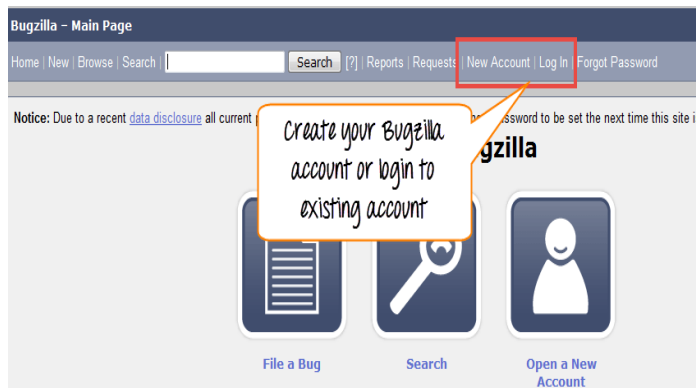 Bugzilla – Main Page
Home | New | Browse | Search | Search [?] | Reports | Requests | New Account | Log In | Forgot Password
Notice: Due to a recent data disclosure all current to be set the next time this site i
Create your Bugzilla
account or login to
existing account
gzilla
File a Bug
Search
Open a New
Account